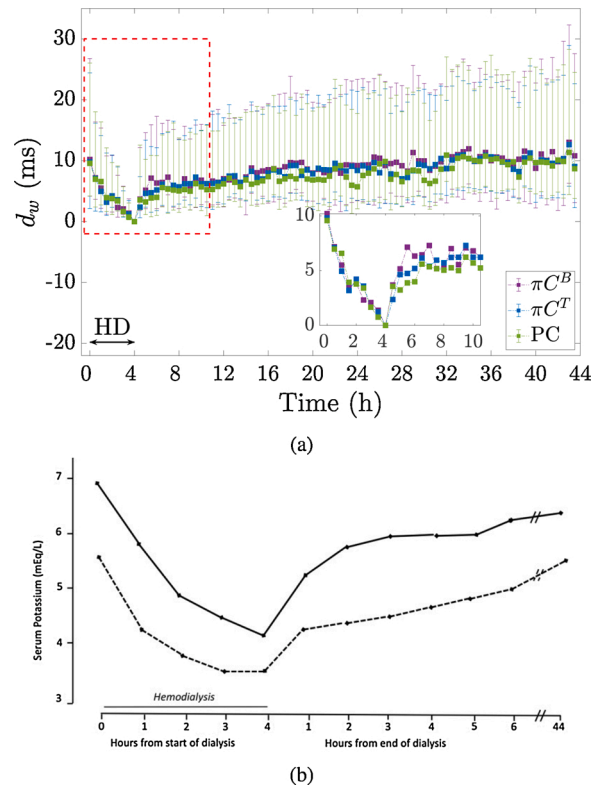 30
20
10
0
-10
-20
d_w (ms)
HD
10
5
0
0 2 4 6 8 10
πC^B
πC^T
PC
0 4 8 12 16 20 24 28 32 36 40 44
Time (h)
(a)
7
6
5
4
3
Serum Potassium (mEq/L)
Hemodialysis
0 1 2 3 4 1 2 3 4 5 6 44
Hours from start of dialysis Hours from end of dialysis
(b)